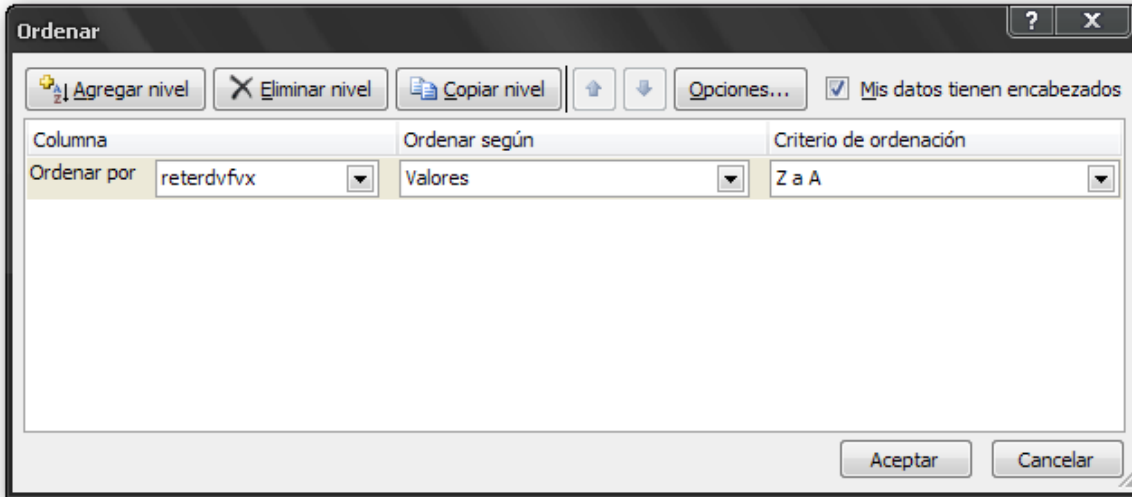 Ordenar
Agregar nivel Eliminar nivel Copiar nivel Opciones... Mis datos tienen encabezados
Columna Ordenar según Criterio de ordenación
Ordenar por reterdvfvx Valores Z a A
Aceptar Cancelar